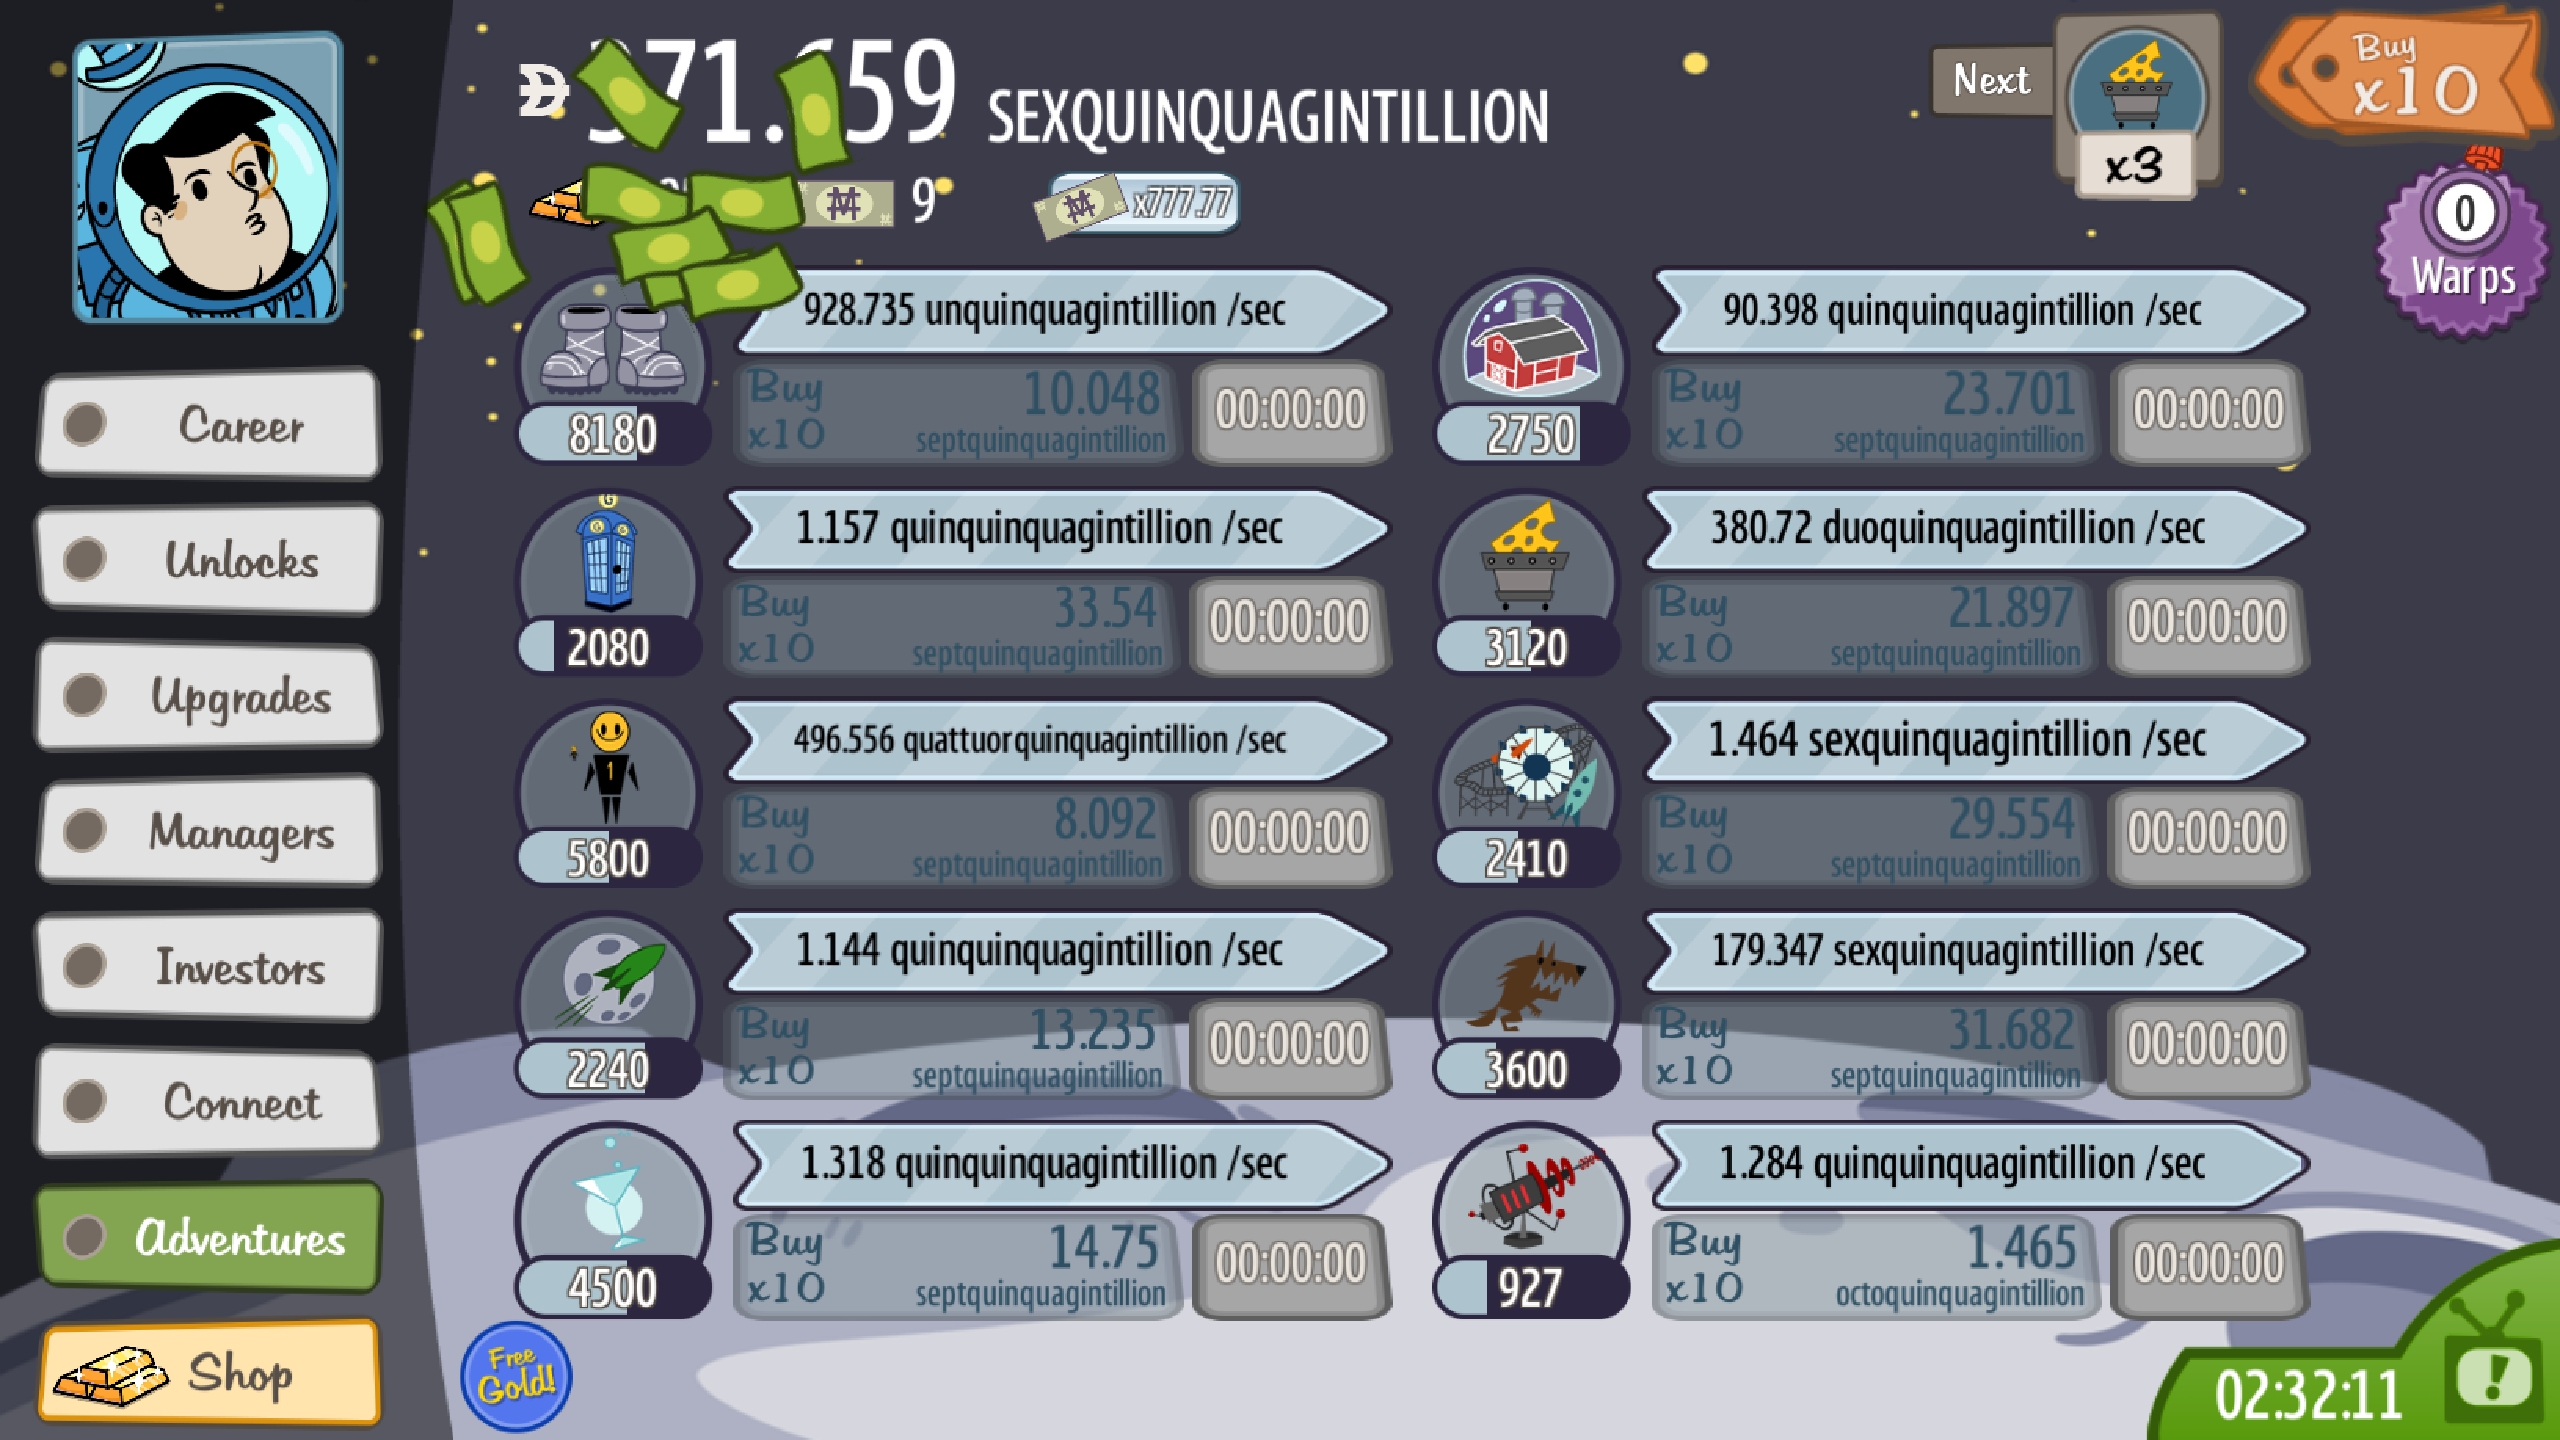 71. 59 SEXQUINQUAGINTILLION
9
x777.77
Next
x3
Buy
x10
0
Warps
Career
Unlocks
Upgrades
Managers
Investors
Connect
Adventures
Shop
928.735 unquinquagintillion /sec
8180
Buy 10.048
x10 septquinquagintillion
00:00:00
90.398 quinquinquagintillion /sec
2750
Buy 23.701
x10 septquinquagintillion
00:00:00
1.157 quinquinquagintillion /sec
2080
Buy 33.54
x10 septquinquagintillion
00:00:00
380.72 duoquinquagintillion /sec
3120
Buy 21.897
x10 septquinquagintillion
00:00:00
496.556 quattuorquinquagintillion /sec
5800
Buy 8.092
x10 septquinquagintillion
00:00:00
1.464 sexquinquagintillion /sec
2410
Buy 29.554
x10 septquinquagintillion
00:00:00
1.144 quinquinquagintillion /sec
2240
Buy 13.235
x10 septquinquagintillion
00:00:00
179.347 sexquinquagintillion /sec
3600
Buy 31.682
x10 septquinquagintillion
00:00:00
1.318 quinquinquagintillion /sec
4500
Buy 14.75
x10 septquinquagintillion
00:00:00
1.284 quinquinquagintillion /sec
927
Buy 1.465
x10 octoquinquagintillion
00:00:00
Free
Gold!
02:32:11